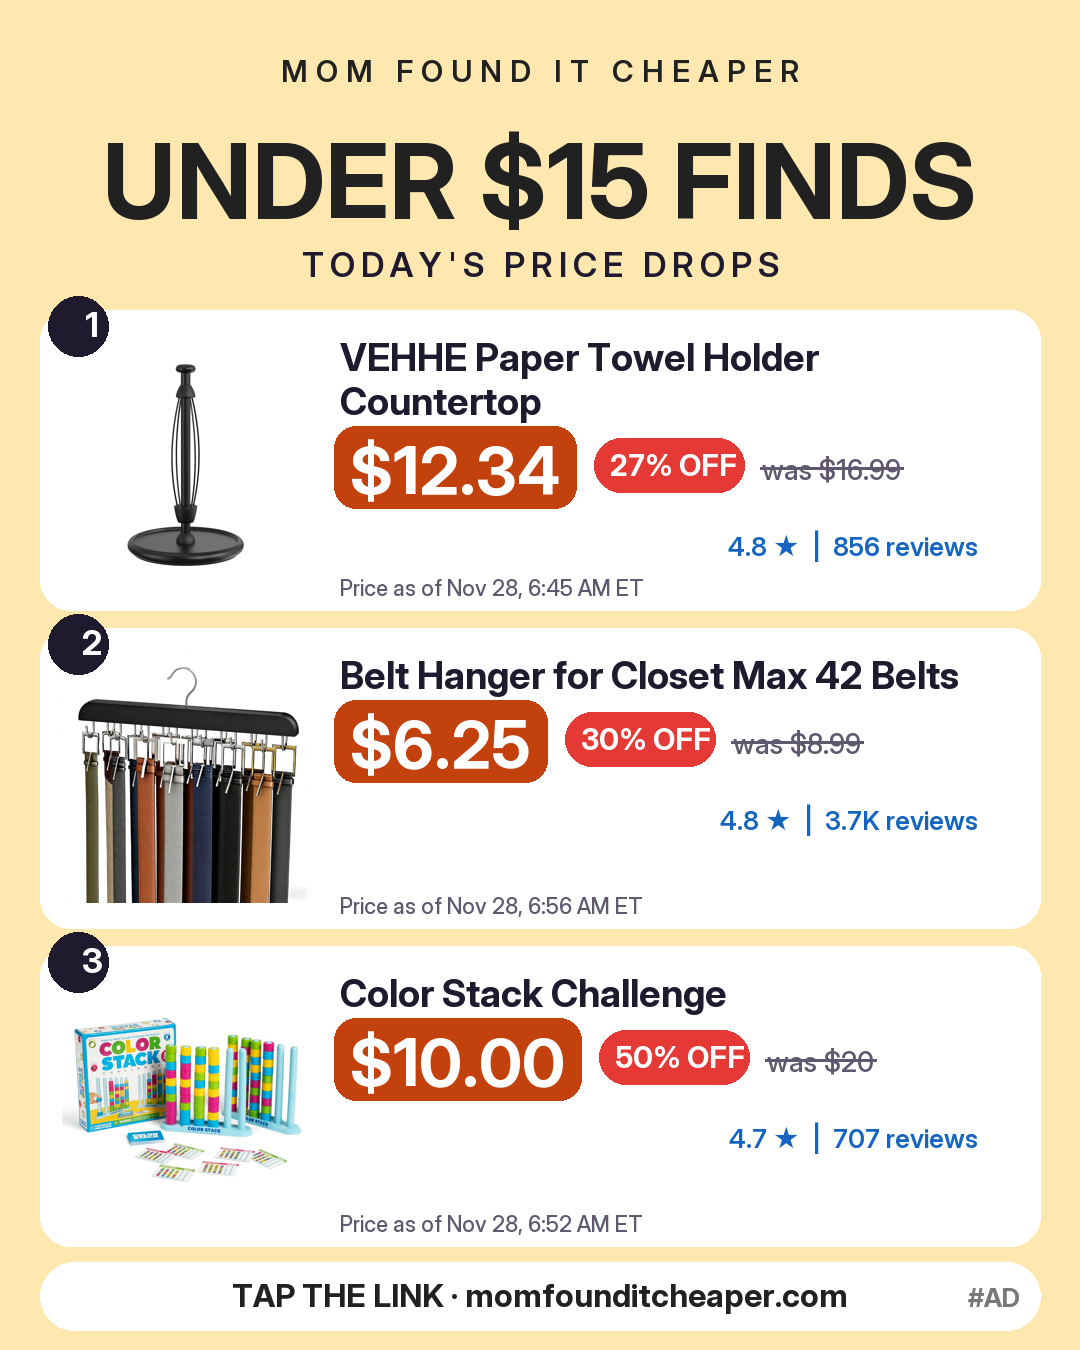 MOM FOUND IT CHEAPER
UNDER $15 FINDS
TODAY'S PRICE DROPS
1
VEHHE Paper Towel Holder
Countertop
$12.34 27% OFF was $16.99
4.8 ★ | 856 reviews
Price as of Nov 28, 6:45 AM ET
2
Belt Hanger for Closet Max 42 Belts
$6.25 30% OFF was $8.99
4.8 ★ | 3.7K reviews
Price as of Nov 28, 6:56 AM ET
3
Color Stack Challenge
COLOR
STACK
COLOR STACK
$10.00 50% OFF was $20
4.7 ★ | 707 reviews
Price as of Nov 28, 6:52 AM ET
TAP THE LINK · momfounditcheaper.com #AD